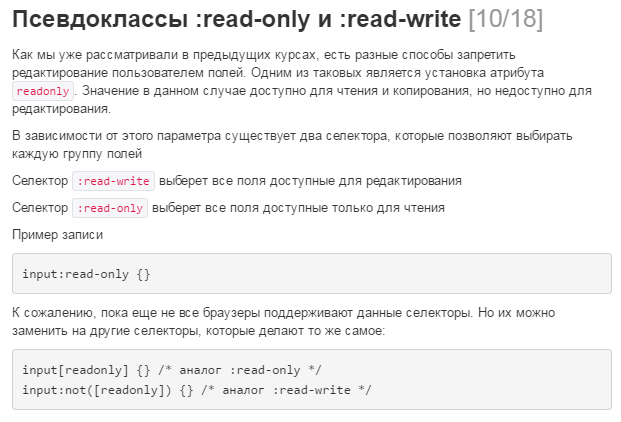 Псевдоклассы :read-only и :read-write [10/18]
Как мы уже рассматривали в предыдущих курсах, есть разные способы запретить
редактирование пользователем полей. Одним из таковых является установка атрибута
readonly. Значение в данном случае доступно для чтения и копирования, но недоступно для
редактирования.
В зависимости от этого параметра существует два селектора, которые позволяют выбирать
каждую группу полей
Селектор :read-write выберет все поля доступные для редактирования
Селектор :read-only выберет все поля доступные только для чтения
Пример записи
input:read-only {}
К сожалению, пока еще не все браузеры поддерживают данные селекторы. Но их можно
заменить на другие селекторы, которые делают то же самое:
input[readonly] {} /* аналог :read-only */
input:not([readonly]) {} /* аналог :read-write */